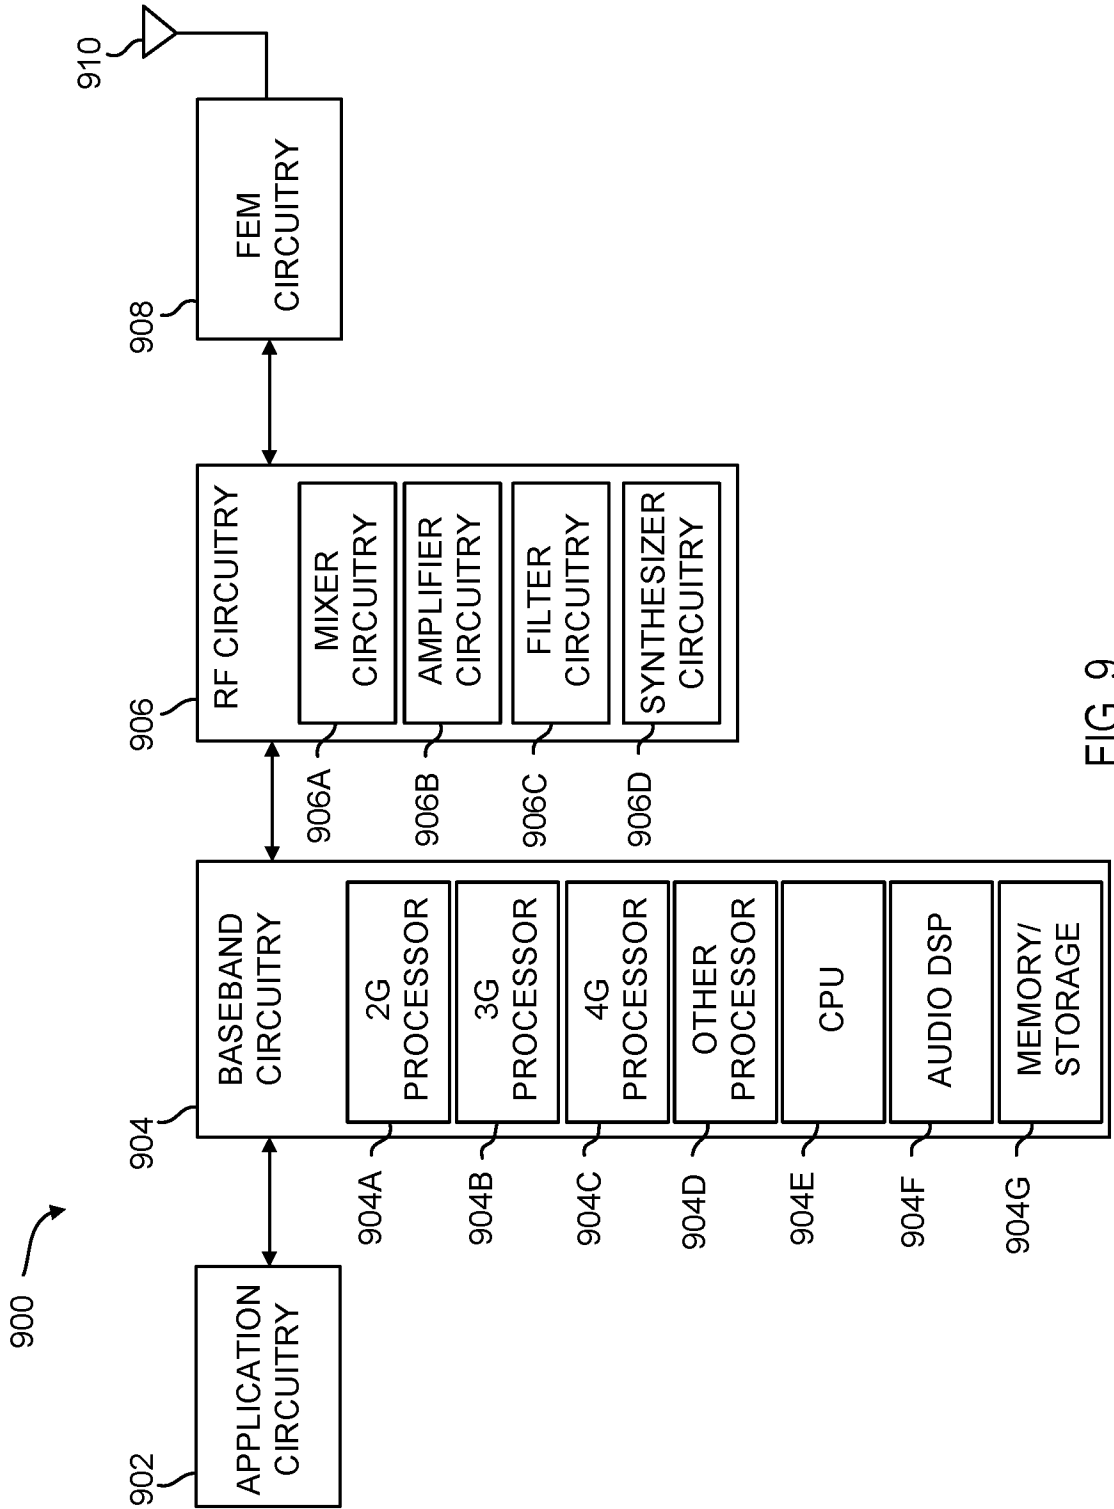 900
902
APPLICATION
CIRCUITRY
904
BASEBAND
CIRCUITRY
904A
2G
PROCESSOR
904B
3G
PROCESSOR
904C
4G
PROCESSOR
904D
OTHER
PROCESSOR
904E
CPU
904F
AUDIO DSP
904G
MEMORY/
STORAGE
906
RF CIRCUITRY
906A
MIXER
CIRCUITRY
906B
AMPLIFIER
CIRCUITRY
906C
FILTER
CIRCUITRY
906D
SYNTHESIZER
CIRCUITRY
908
FEM
CIRCUITRY
910
FIG. 9